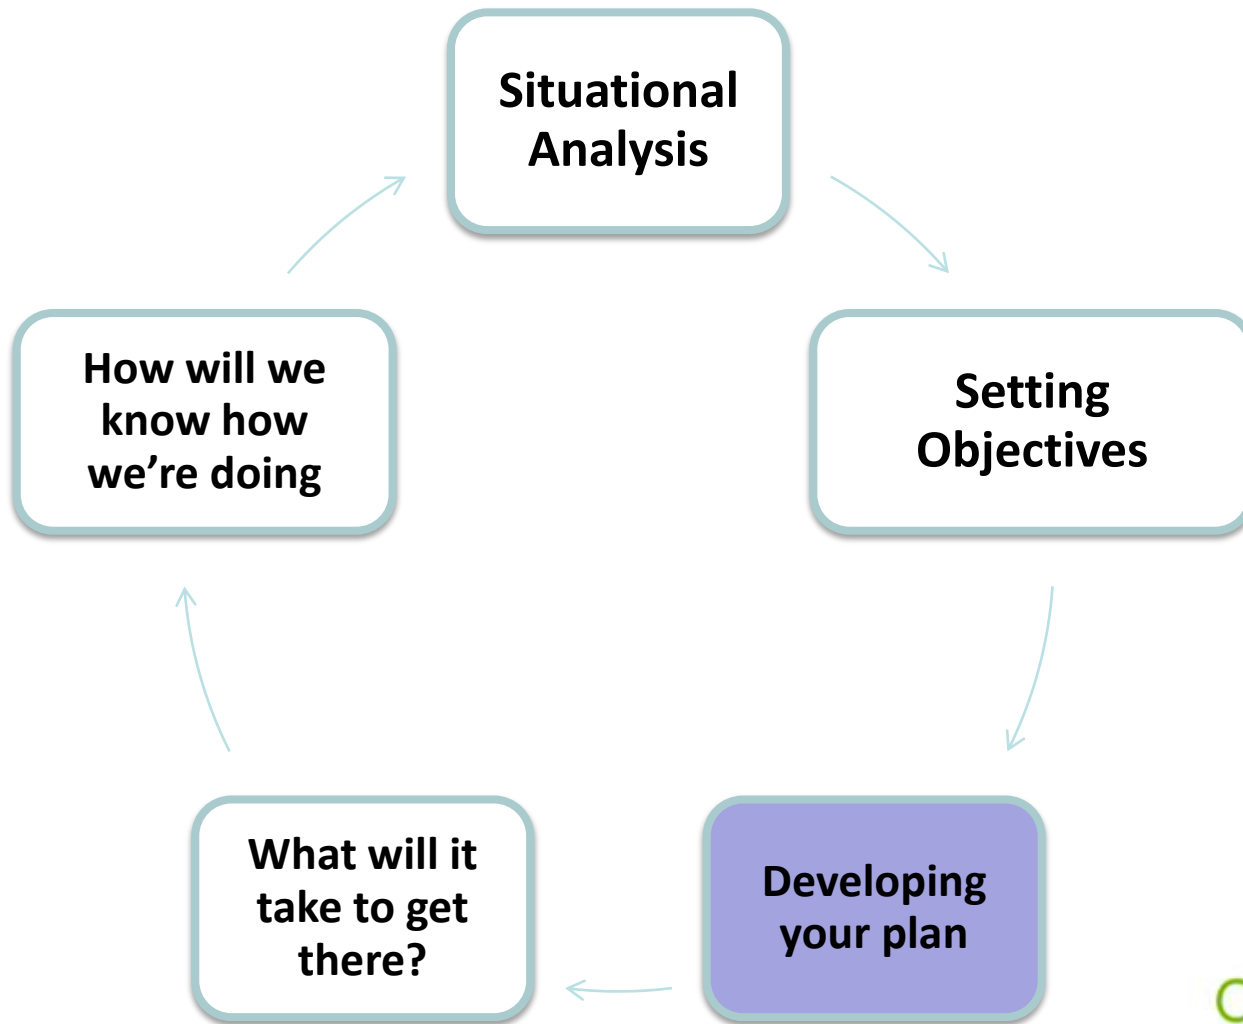 Situational
Analysis
Setting
Objectives
Developing
your plan
What will it
take to get
there?
How will we
know how
we’re doing